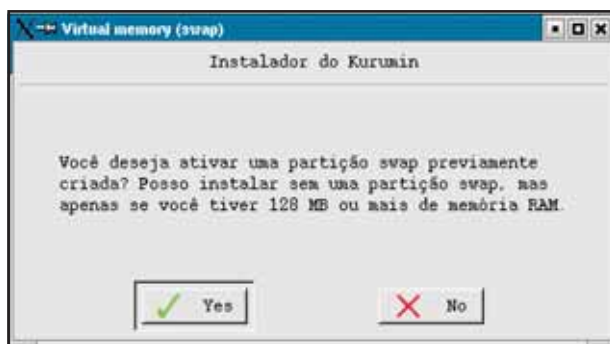 Virtual memory (swap)
Instalador do Kurumin
Você deseja ativar uma partição swap previamente
criada? Posso instalar sem uma partição swap, mas
apenas se você tiver 128 MB ou mais de memória RAM.
Yes
No